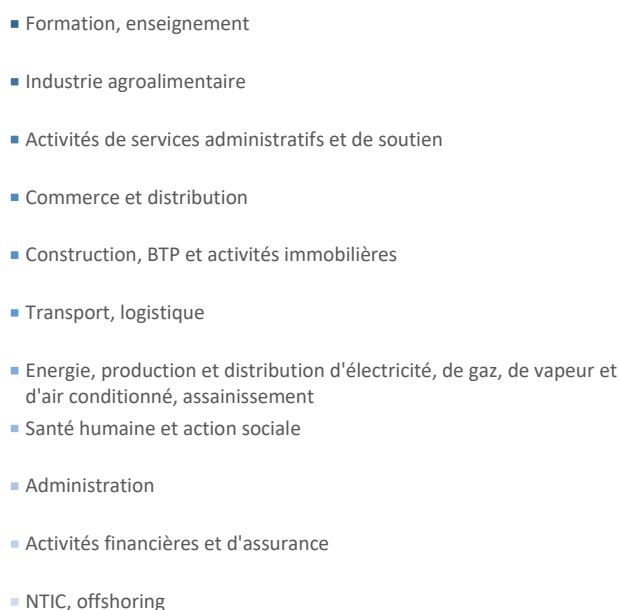 Formation, enseignement
Industrie agroalimentaire
Activités de services administratifs et de soutien
Commerce et distribution
Construction, BTP et activités immobilières
Transport, logistique
Energie, production et distribution d'électricité, de gaz, de vapeur et
d'air conditionné, assainissement
Santé humaine et action sociale
Administration
Activités financières et d'assurance
NTIC, offshoring